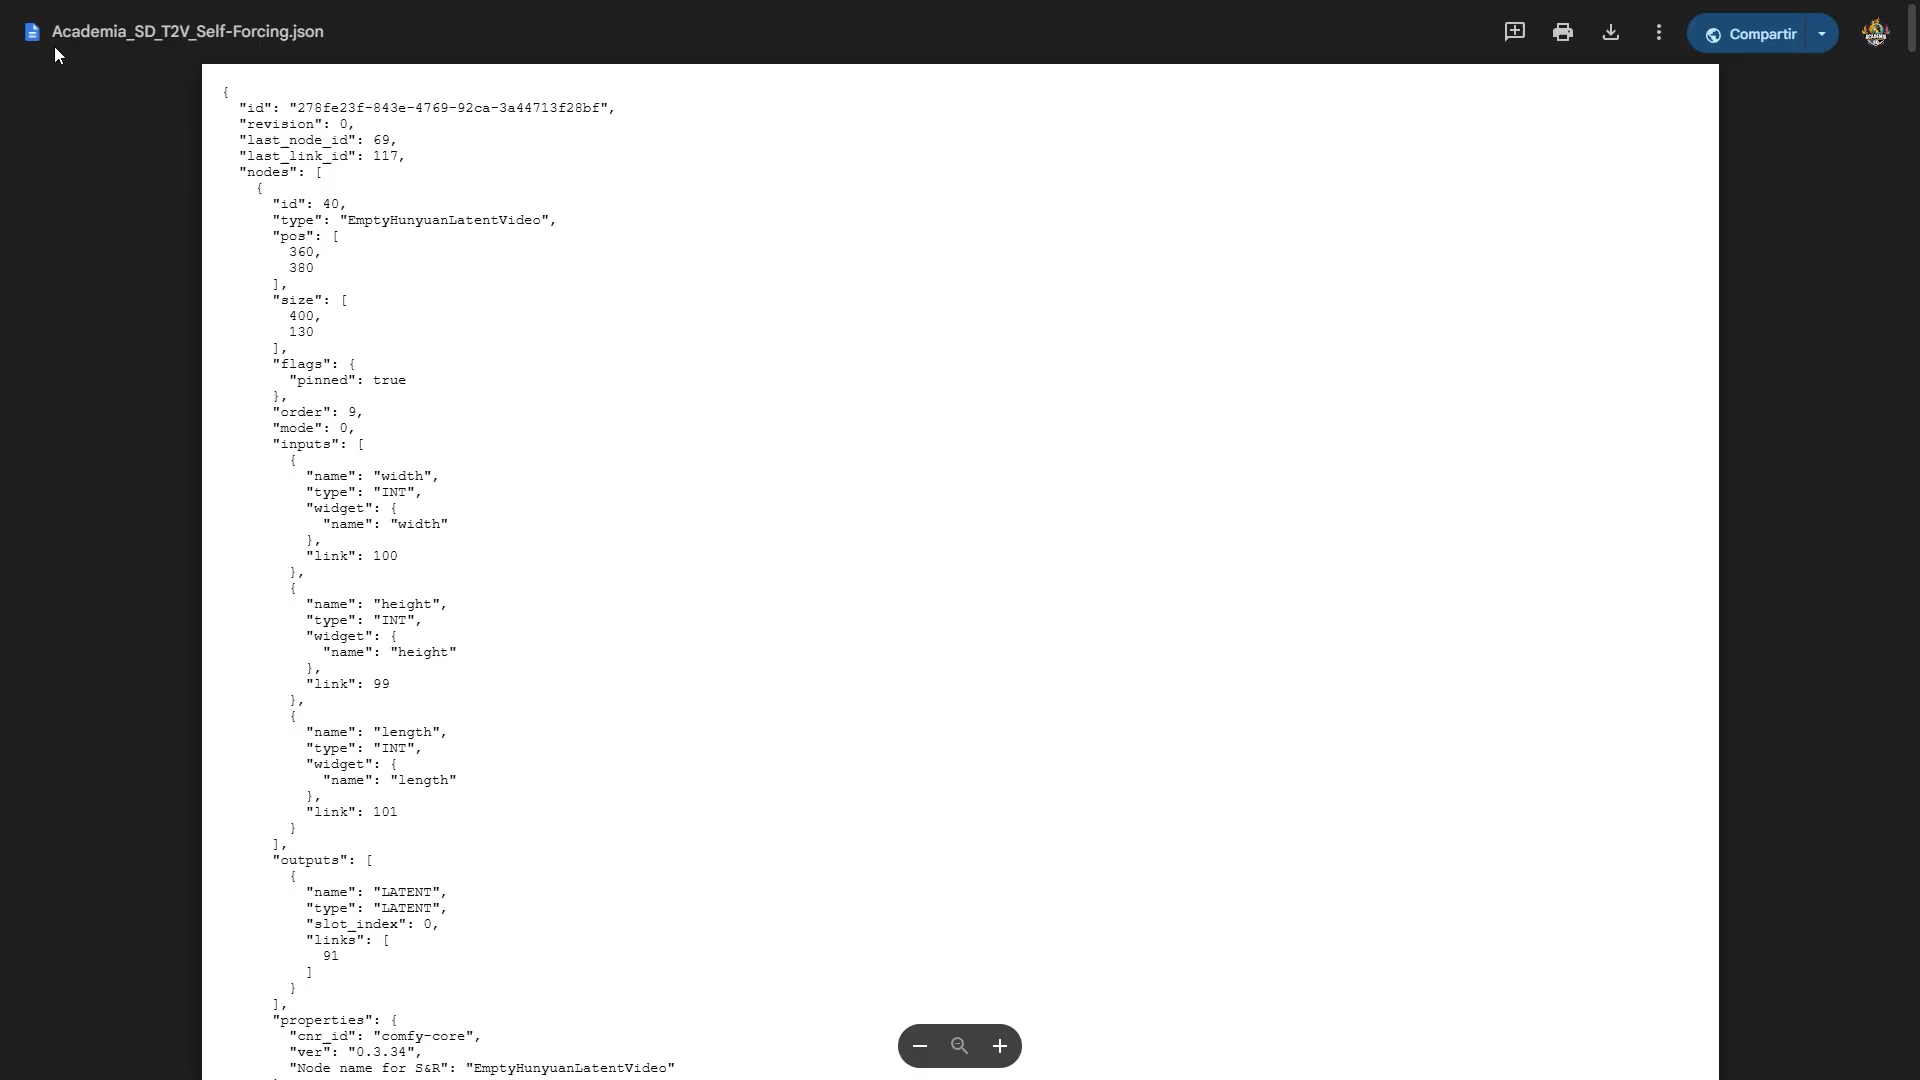 Academia_SD_T2V_Self-Forcing.json
Compartir
{
"id": "278fe23f-843e-4769-92ca-3a44713f28bf",
"revision": 0,
"last_node_id": 69,
"last_link_id": 117,
"nodes": [
{
"id": 40,
"type": "EmptyHunyuanLatentVideo",
"pos": [
360,
380
],
"size": [
400,
130
],
"flags": {
"pinned": true
},
"order": 9,
"mode": 0,
"inputs": [
{
"name": "width",
"type": "INT",
"widget": {
"name": "width"
},
"link": 100
},
{
"name": "height",
"type": "INT",
"widget": {
"name": "height"
},
"link": 99
},
{
"name": "length",
"type": "INT",
"widget": {
"name": "length"
},
"link": 101
}
],
"outputs": [
{
"name": "LATENT",
"type": "LATENT",
"slot_index": 0,
"links": [
91
]
}
],
"properties": {
"cnr_id": "comfy-core",
"ver": "0.3.34",
"Node name for S&R": "EmptyHunyuanLatentVideo"